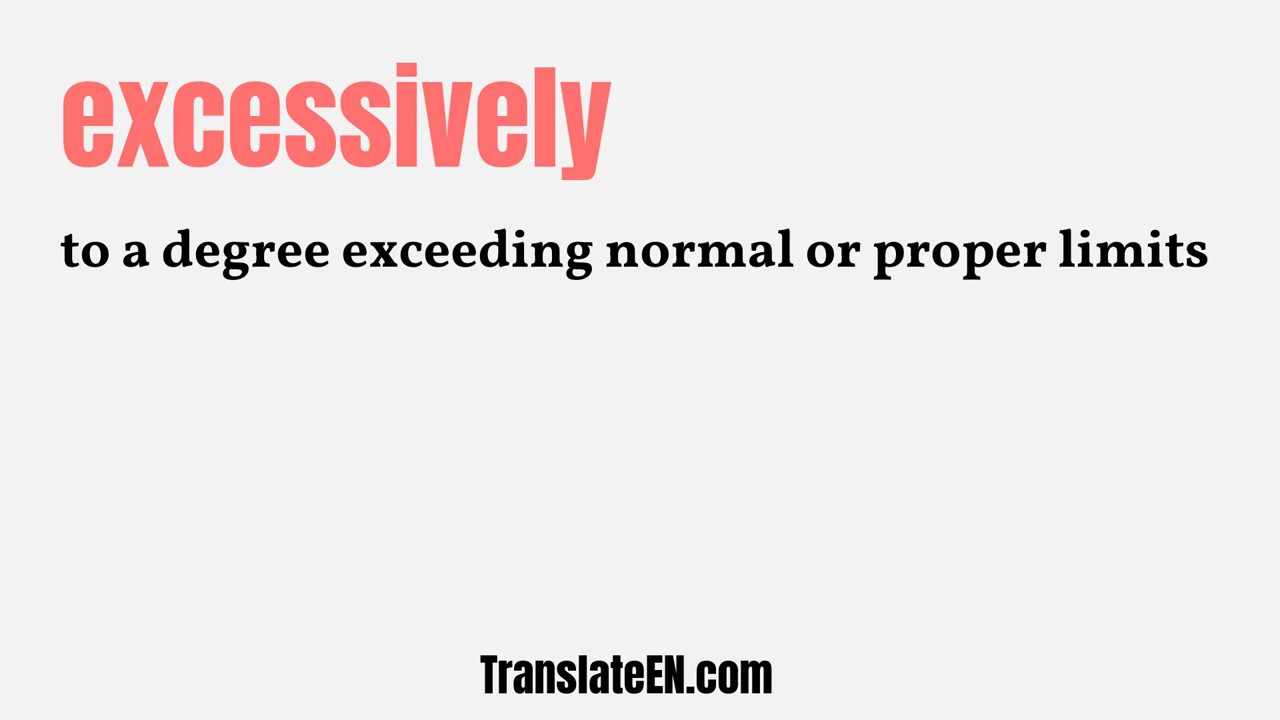 excessively
to a degree exceeding normal or proper limits
TranslateEN.com